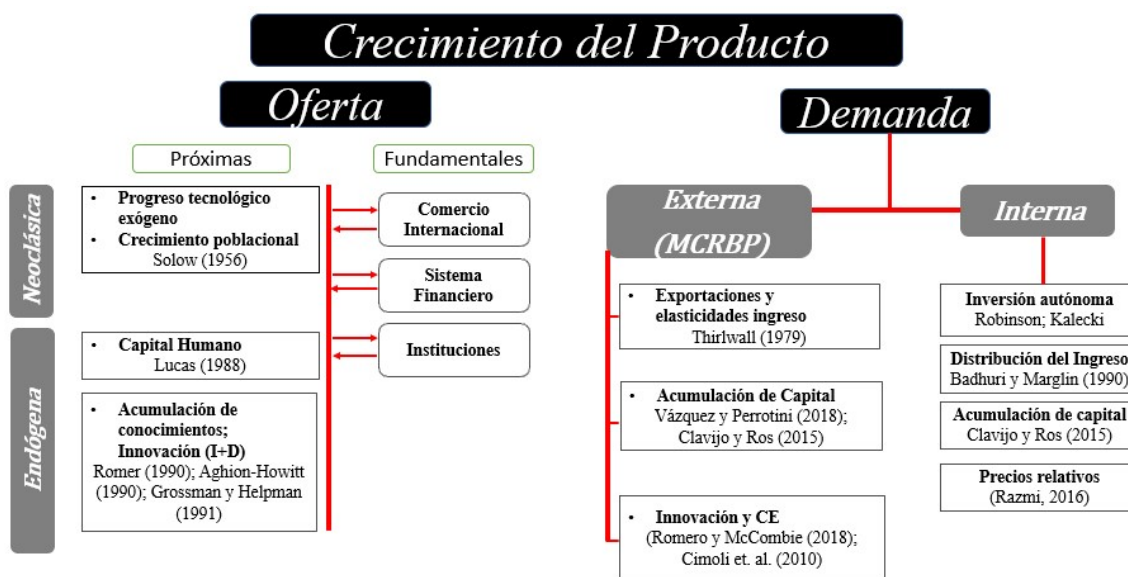 Crecimiento del Producto
Oferta
Próximas
Fundamentales
Neoclásica
• Progreso tecnológico
exógeno
• Crecimiento poblacional
Solow (1956)
Comercio
Internacional
Sistema
Financiero
Endógena
• Capital Humano
Lucas (1988)
Instituciones
• Acumulación de
conocimientos;
Innovación (I+D)
Romer (1990); Aghion-Howitt
(1990); Grossman y Helpman
(1991)
Demanda
Externa
(MCRBP)
• Exportaciones y
elasticidades ingreso
Thirlwall (1979)
• Acumulación de Capital
Vázquez y Perrotini (2018);
Clavijo y Ros (2015)
• Innovación y CE
(Romero y McCombie (2018);
Cimoli et. al. (2010)
Interna
Inversión autónoma
Robinson; Kalecki
Distribución del Ingreso
Badhuri y Marglin (1990)
Acumulación de capital
Clavijo y Ros (2015)
Precios relativos
(Razmi, 2016)